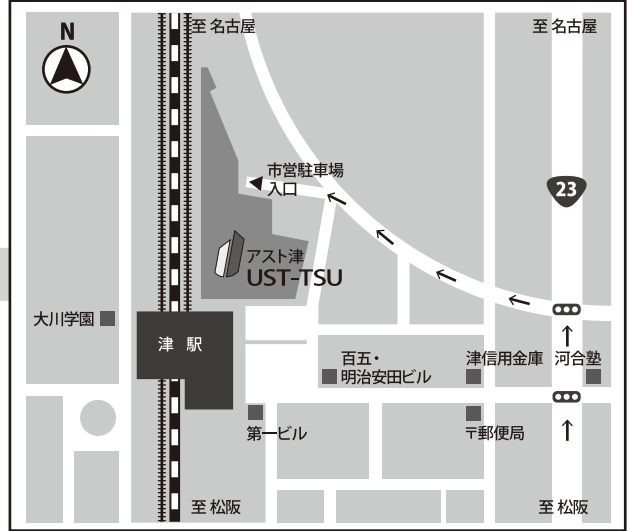 N
至 名古屋
至 名古屋
市営駐車場
入口
23
アスト津
UST-TSU
大川学園
津 駅
百五・
明治安田ビル
津信用金庫
河合塾
第一ビル
〒郵便局
至 松阪
至 松阪